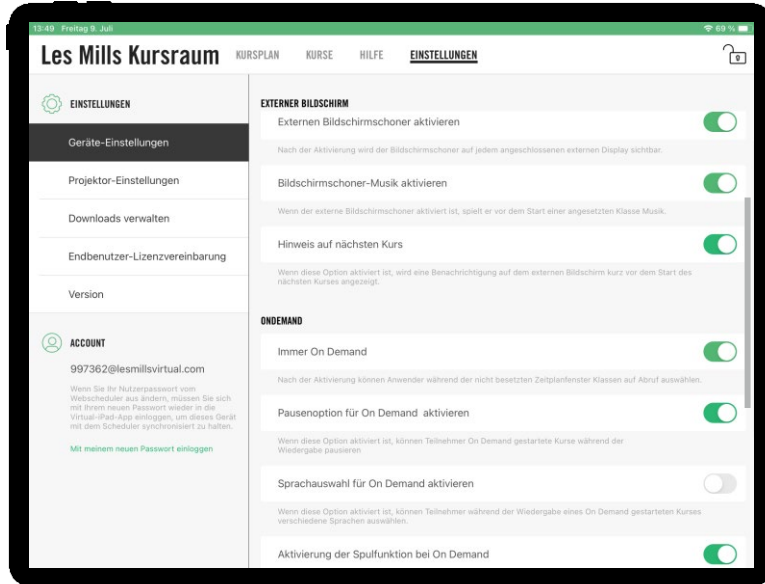 13:49 Freitag 9. Juli
69 %
Les Mills Kursraum KURSPLAN KURSE HILFE EINSTELLUNGEN
EINSTELLUNGEN
Geräte-Einstellungen
Projektor-Einstellungen
Downloads verwalten
Endbenutzer-Lizenzvereinbarung
Version
ACCOUNT
997362@lesmillsvirtual.com
Wenn Sie Ihr Nutzerpasswort vom
Webscheduler aus ändern, müssen Sie sich
mit Ihrem neuen Passwort wieder in die
Virtual-iPad-App einloggen, um dieses Gerät
mit dem Scheduler synchronisiert zu halten.
Mit meinem neuen Passwort einloggen
EXTERNER BILDSCHIRM
Externen Bildschirmschoner aktivieren
Nach der Aktivierung wird der Bildschirmschoner auf jedem angeschlossenen externen Display sichtbar.
Bildschirmschoner-Musik aktivieren
Wenn der externe Bildschirmschoner aktiviert ist, spielt er vor dem Start einer angesetzten Klasse Musik.
Hinweis auf nächsten Kurs
Wenn diese Option aktiviert ist, wird eine Benachrichtigung auf dem externen Bildschirm kurz vor dem Start des
nächsten Kurses angezeigt.
ONDEMAND
Immer On Demand
Nach der Aktivierung können Anwender während der nicht besetzten Zeitplanfenster Klassen auf Abruf auswählen.
Pausenoption für On Demand aktivieren
Wenn diese Option aktiviert ist, können Teilnehmer On Demand gestartete Kurse während der
Wiedergabe pausieren
Sprachauswahl für On Demand aktivieren
Wenn diese Option aktiviert ist, können Teilnehmer während der Wiedergabe eines On Demand gestarteten Kurses
verschiedene Sprachen auswählen.
Aktivierung der Spulfunktion bei On Demand